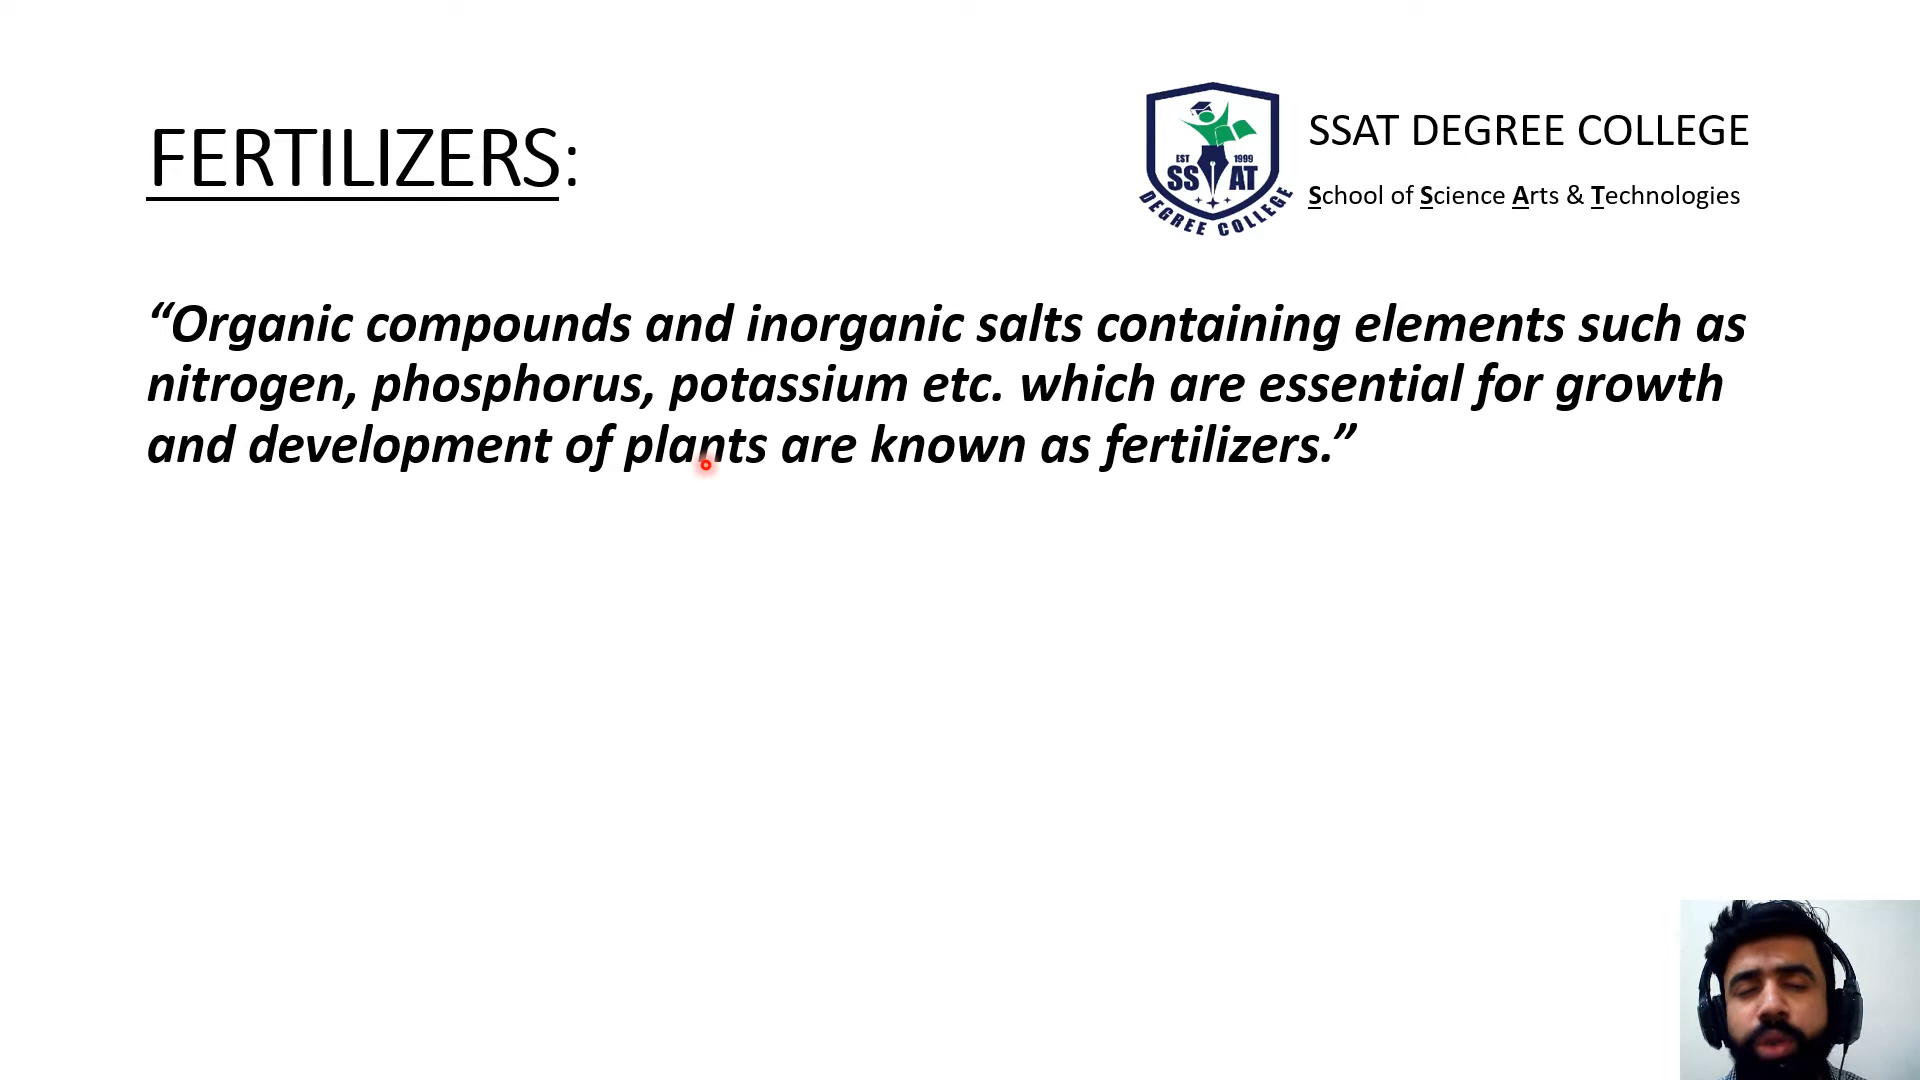 FERTILIZERS:
EST 1999
SS AT
DEGREE COLLEGE
SSAT DEGREE COLLEGE
School of Science Arts & Technologies
“Organic compounds and inorganic salts containing elements such as
nitrogen, phosphorus, potassium etc. which are essential for growth
and development of plants are known as fertilizers.”